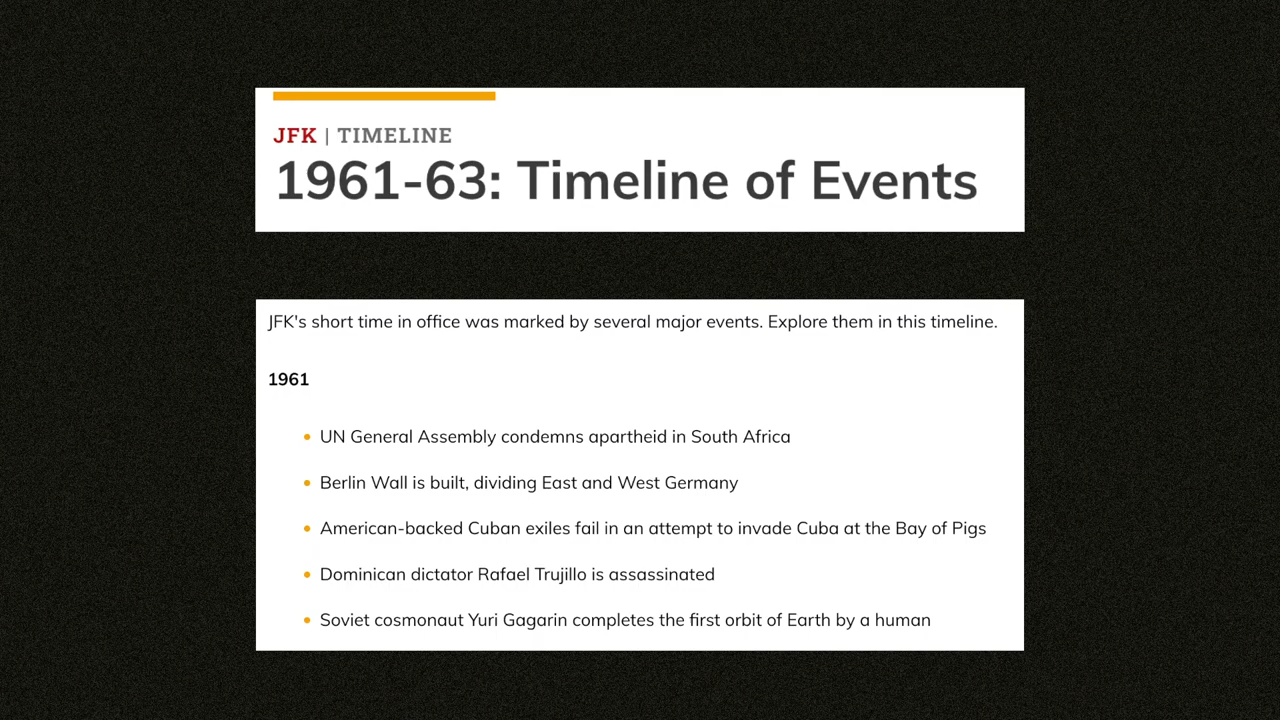 JFK | TIMELINE
1961-63: Timeline of Events
JFK's short time in office was marked by several major events. Explore them in this timeline.
1961
• UN General Assembly condemns apartheid in South Africa
• Berlin Wall is built, dividing East and West Germany
• American-backed Cuban exiles fail in an attempt to invade Cuba at the Bay of Pigs
• Dominican dictator Rafael Trujillo is assassinated
• Soviet cosmonaut Yuri Gagarin completes the first orbit of Earth by a human